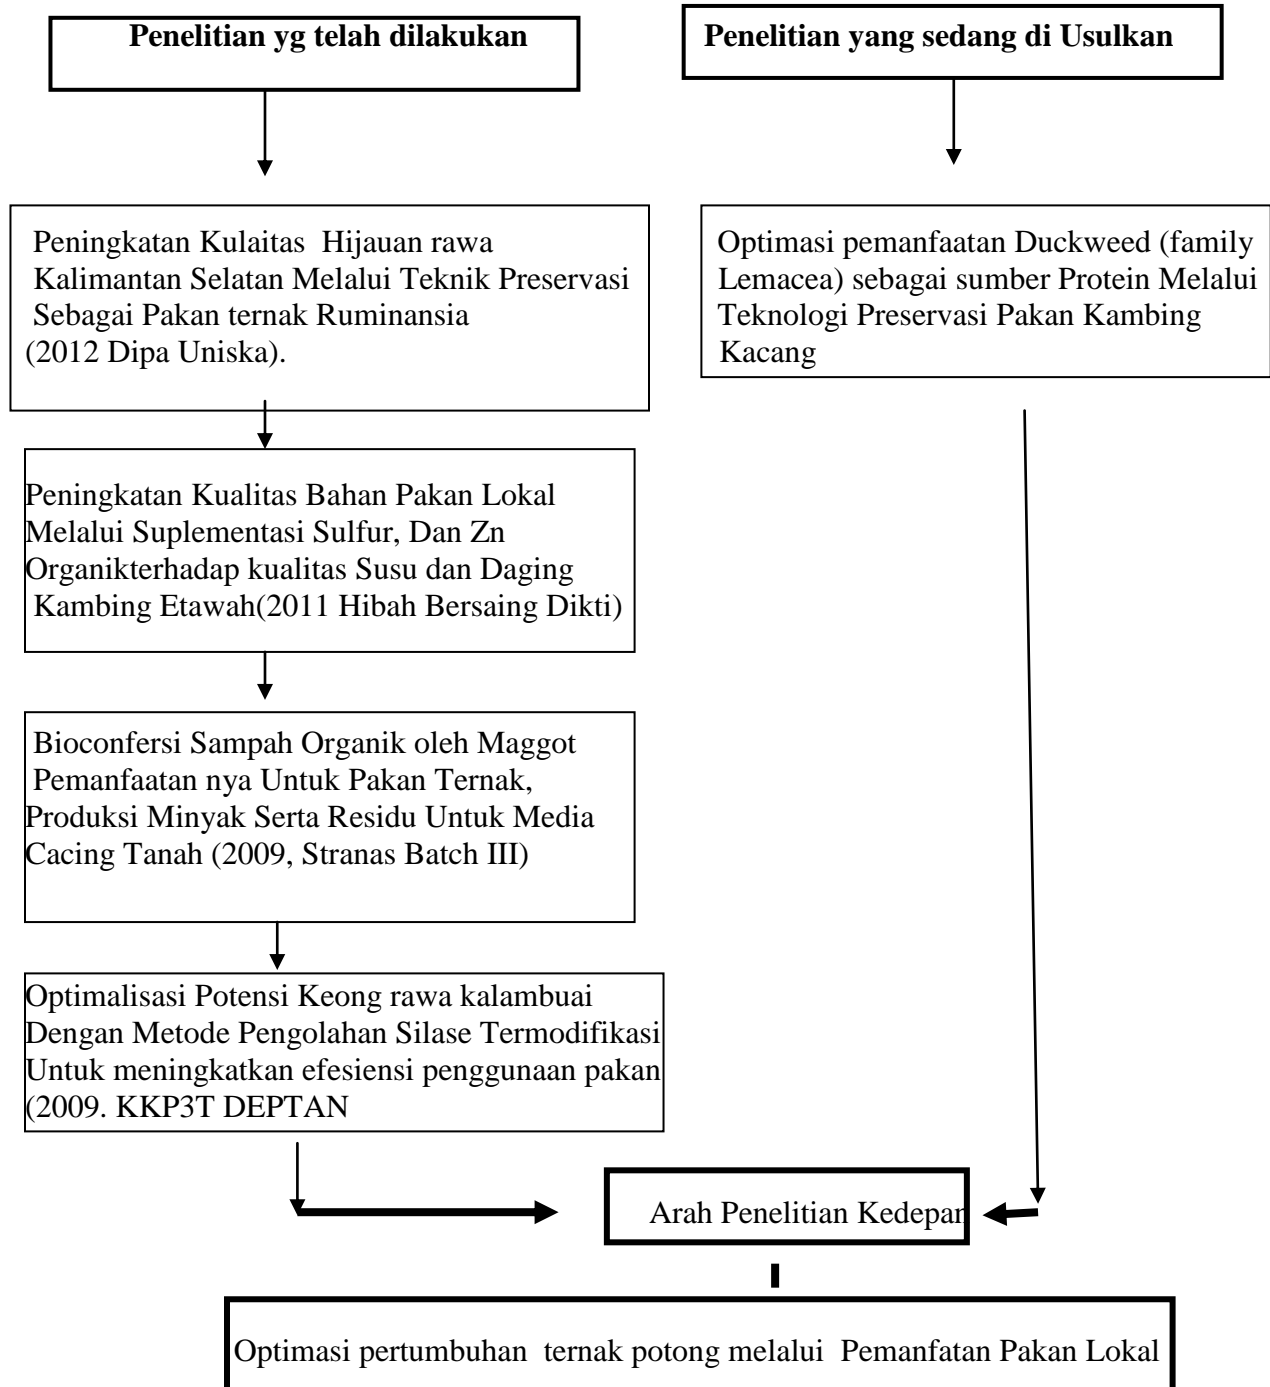 Penelitian yg telah dilakukan
Penelitian yang sedang di Usulkan
Peningkatan Kulaitas Hijauan rawa
Kalimantan Selatan Melalui Teknik Preservasi
Sebagai Pakan ternak Ruminansia
(2012 Dipa Uniska).
Optimasi pemanfaatan Duckweed (family
Lemacea) sebagai sumber Protein Melalui
Teknologi Preservasi Pakan Kambing
Kacang
Peningkatan Kualitas Bahan Pakan Lokal
Melalui Suplementasi Sulfur, Dan Zn
Organikterhadap kualitas Susu dan Daging
Kambing Etawah(2011 Hibah Bersaing Dikti)
Bioconfersi Sampah Organik oleh Maggot
Pemanfaatan nya Untuk Pakan Ternak,
Produksi Minyak Serta Residu Untuk Media
Cacing Tanah (2009, Stranas Batch III)
Optimalisasi Potensi Keong rawa kalambuai
Dengan Metode Pengolahan Silase Termodifikasi
Untuk meningkatkan efesiensi penggunaan pakan
(2009. KKP3T DEPTAN
Arah Penelitian Kedepan
Optimasi pertumbuhan ternak potong melalui Pemanfatan Pakan Lokal